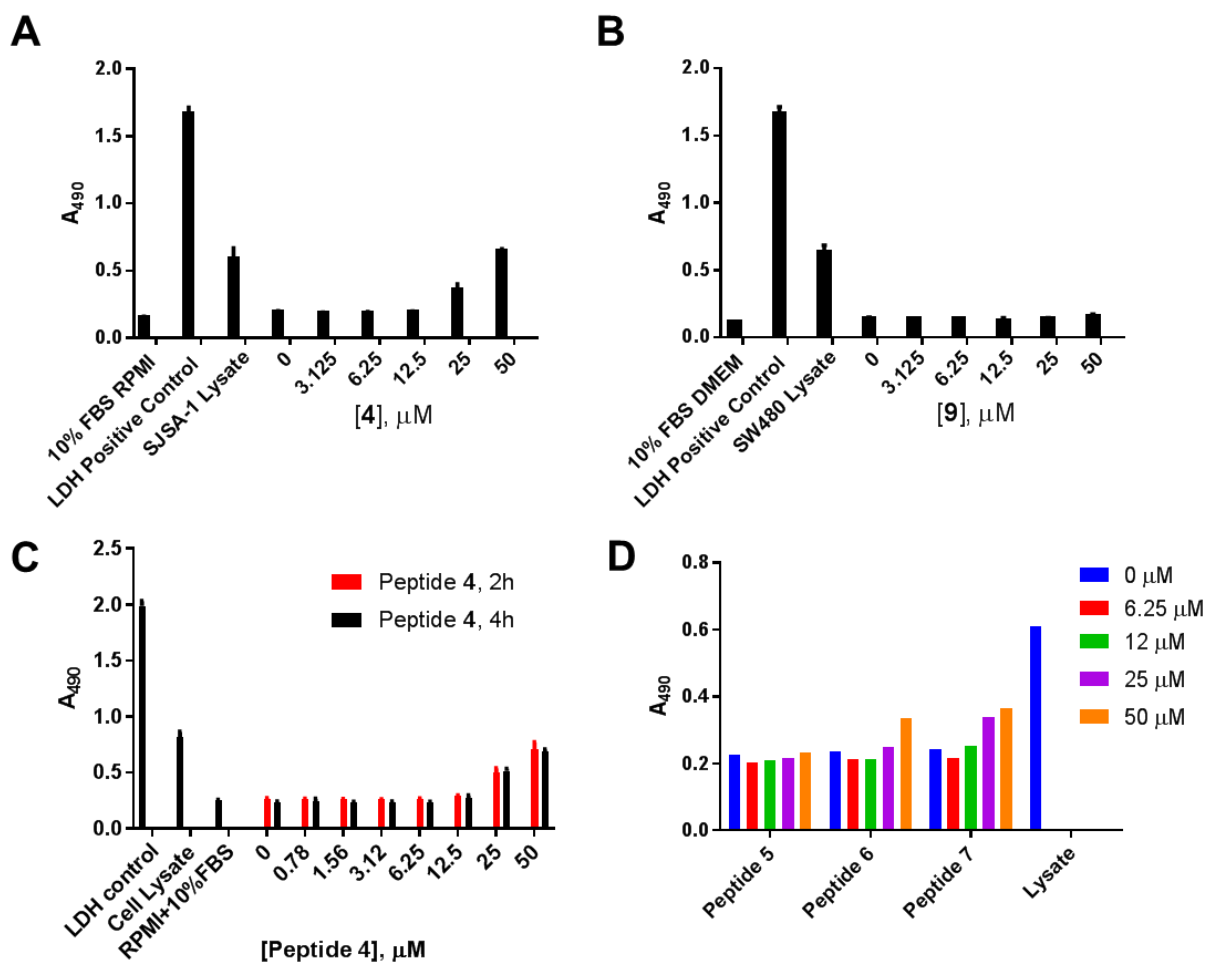 A
2.0
1.5
1.0
0.5
0.0
A490
10% FBS RPMI
LDH Positive Control
SJSA-1 Lysate
0
3.125
6.25
12.5
25
50
[4], μM
B
2.0
1.5
1.0
0.5
0.0
A490
10% FBS DMEM
LDH Positive Control
SW480 Lysate
0
3.125
6.25
12.5
25
50
[9], μM
C
2.5
2.0
1.5
1.0
0.5
0.0
A490
Peptide 4, 2h
Peptide 4, 4h
LDH control
Cell Lysate
RPMI+10%FBS
0
0.78
1.56
3.12
6.25
12.5
25
50
[Peptide 4], μM
D
0.8
0.6
0.4
0.2
0.0
A490
0 μM
6.25 μM
12 μM
25 μM
50 μM
Peptide 5
Peptide 6
Peptide 7
Lysate